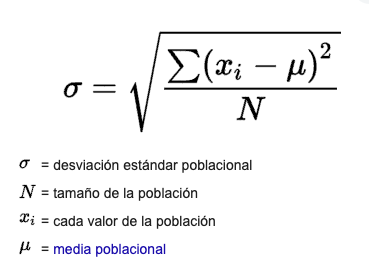 σ = √(∑(xᵢ − μ)² / N)
σ = desviación estándar poblacional
N = tamaño de la población
xᵢ = cada valor de la población
μ = media poblacional